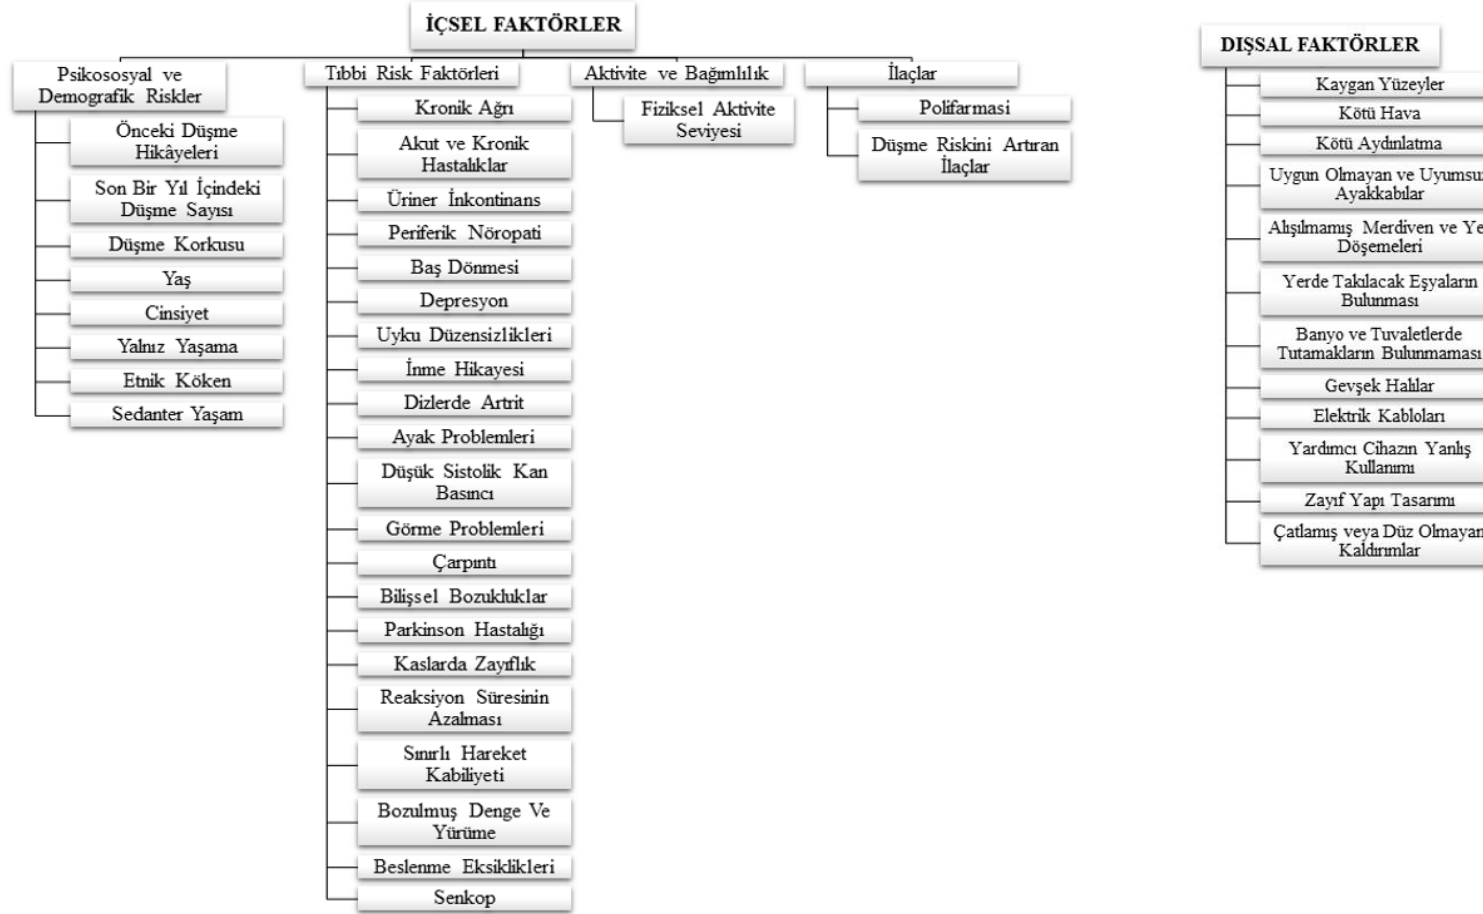 İÇSEL FAKTÖRLER
Psikososyal ve
Demografik Riskler
Önceki Düşme
Hikâyeleri
Son Bir Yıl İçindeki
Düşme Sayısı
Düşme Korkusu
Yaş
Cinsiyet
Yalnız Yaşama
Etnik Köken
Sedanter Yaşam
Tıbbi Risk Faktörleri
Kronik Ağrı
Akut ve Kronik
Hastalıklar
Üriner İnkontinans
Periferik Nöropati
Baş Dönmesi
Depresyon
Uyku Düzensizlikleri
İnme Hikayesi
Dizlerde Artrit
Ayak Problemleri
Düşük Sistolik Kan
Basıncı
Görme Problemleri
Çarpıntı
Bilişsel Bozukluklar
Parkinson Hastalığı
Kaslarda Zayıflık
Reaksiyon Süresinin
Azalması
Sınırlı Hareket
Kabiliyeti
Bozulmuş Denge Ve
Yürüme
Beslenme Eksiklikleri
Senkop
Aktivite ve Bağımlılık
Fiziksel Aktivite
Seviyesi
İlaçlar
Polifarmasi
Düşme Riskini Artıran
İlaçlar
DIŞSAL FAKTÖRLER
Kaygan Yüzeyler
Kötü Hava
Kötü Aydınlatma
Uygun Olmayan ve Uyumsuz
Ayakkabılar
Alışılmamış Merdiven ve Ye
Döşemeleri
Yerde Takılacak Eşyaların
Bulunması
Banyo ve Tuvaletlerde
Tutamakların Bulunmaması
Gevşek Halılar
Elektrik Kabloları
Yardımcı Cihazın Yanlış
Kullanımı
Zayıf Yapı Tasarımı
Çatlamış veya Düz Olmayan
Kaldırımlar